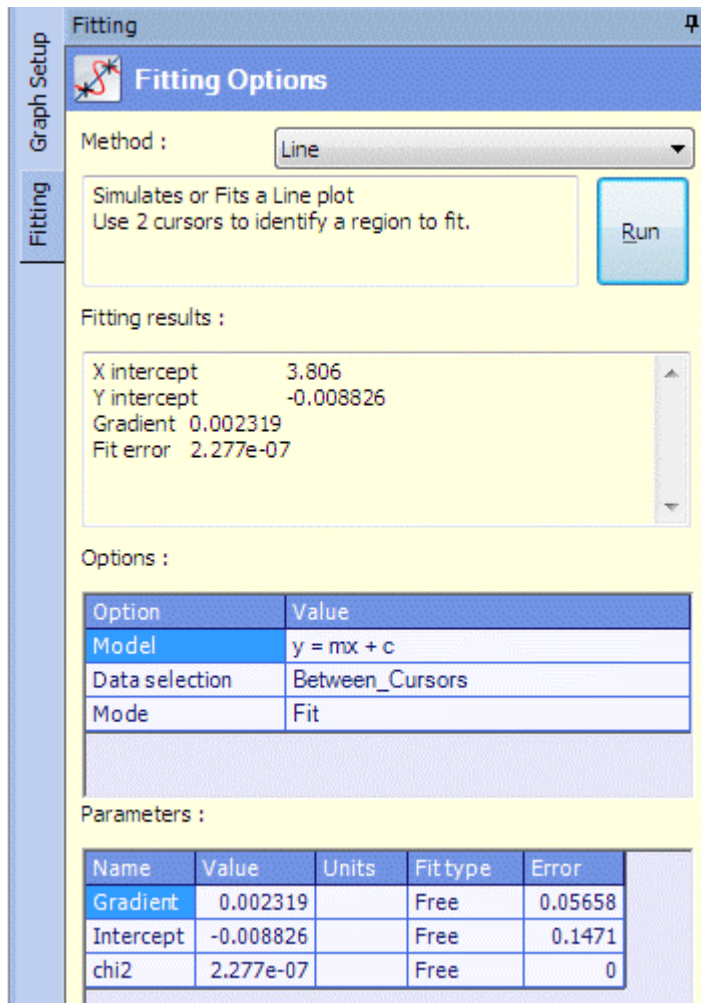 Fitting
Graph Setup
Fitting
Fitting Options
Method :
Line
Simulates or Fits a Line plot
Use 2 cursors to identify a region to fit.
Run
Fitting results :
X intercept 3.806
Y intercept -0.008826
Gradient 0.002319
Fit error 2.277e-07
Options :
Option Value
Model y = mx + c
Data selection Between_Cursors
Mode Fit
Parameters :
Name Value Units Fit type Error
Gradient 0.002319 Free 0.05658
Intercept -0.008826 Free 0.1471
chi2 2.277e-07 Free 0